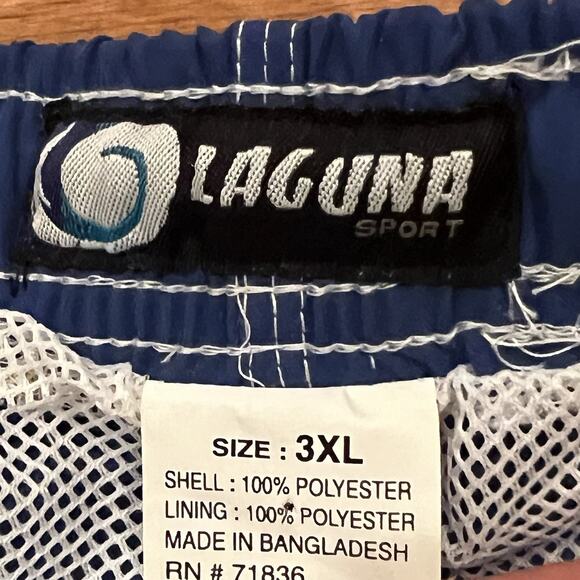 LAGUNA
SPORT
SIZE : 3XL
SHELL : 100% POLYESTER
LINING : 100% POLYESTER
MADE IN BANGLADESH
RN # 71836